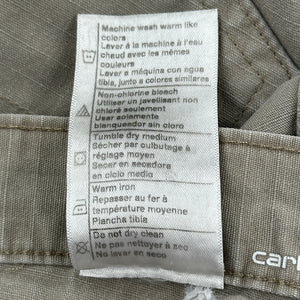 Machine wash warm like
colors
Laver à la machine à l'eau
chaud avec les mêmes
couleurs
Lavar a máquina con agua
tibia, junto a colores similares
Non-chlorine bleach
Utiliser un javellisant non
chloré seulement
Usar solamente
blanqueador sin cloro
Tumble dry medium
Sécher par culbutage à
réglage moyen
Secar en secadora
en ciclo medio
Warm iron
Repasser au fer à
température moyenne
Plancha tibia
Do not dry clean
Ne pas nettoyer à sec
No lavar en seco
carh